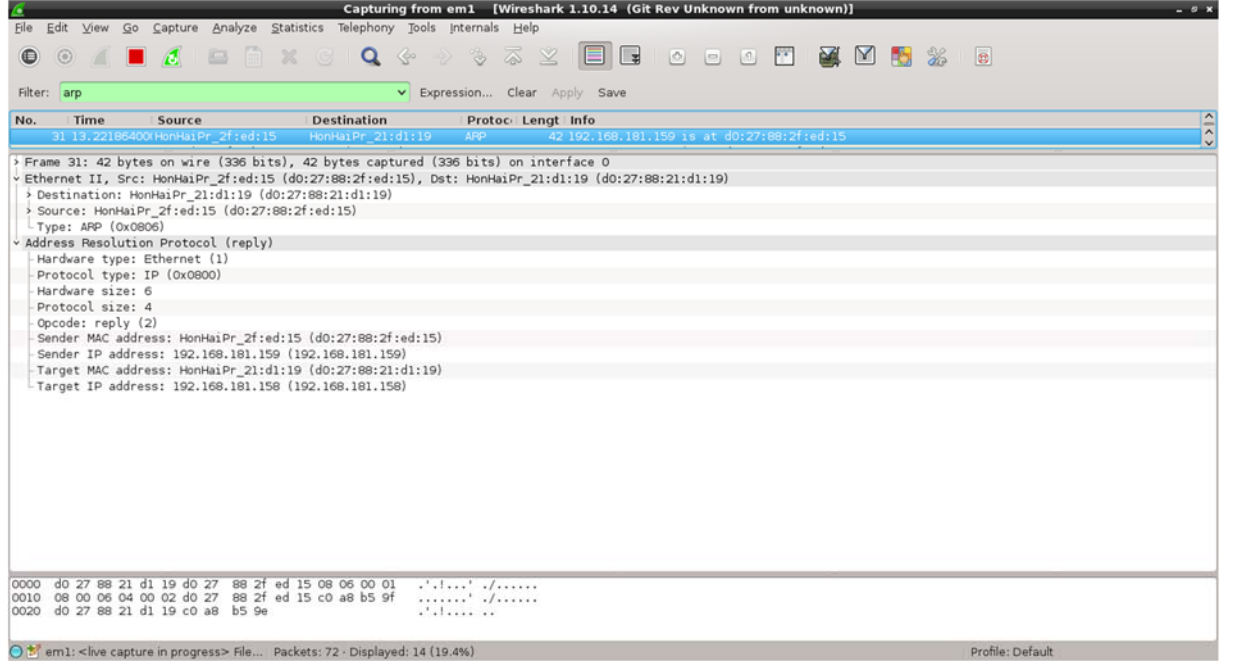 Capturing from em1 [Wireshark 1.10.14 (Git Rev Unknown from unknown)]
File Edit View Go Capture Analyze Statistics Telephony Tools Internals Help
Filter: arp Expression... Clear Apply Save
No. Time Source Destination Protoc Lengt Info
31 13.22186400( HonHaiPr_2f:ed:15 HonHaiPr_21:d1:19 ARP 42 192.168.181.159 is at d0:27:88:2f:ed:15
Frame 31: 42 bytes on wire (336 bits), 42 bytes captured (336 bits) on interface 0
Ethernet II, Src: HonHaiPr_2f:ed:15 (d0:27:88:2f:ed:15), Dst: HonHaiPr_21:d1:19 (d0:27:88:21:d1:19)
Destination: HonHaiPr_21:d1:19 (d0:27:88:21:d1:19)
Source: HonHaiPr_2f:ed:15 (d0:27:88:2f:ed:15)
Type: ARP (0x0806)
Address Resolution Protocol (reply)
Hardware type: Ethernet (1)
Protocol type: IP (0x0800)
Hardware size: 6
Protocol size: 4
Opcode: reply (2)
Sender MAC address: HonHaiPr_2f:ed:15 (d0:27:88:2f:ed:15)
Sender IP address: 192.168.181.159 (192.168.181.159)
Target MAC address: HonHaiPr_21:d1:19 (d0:27:88:21:d1:19)
Target IP address: 192.168.181.158 (192.168.181.158)
0000 d0 27 88 21 d1 19 d0 27 88 2f ed 15 08 06 00 01 .'.!...' ./......
0010 08 00 06 04 00 02 d0 27 88 2f ed 15 c0 a8 b5 9f .......' ./......
0020 d0 27 88 21 d1 19 c0 a8 b5 9e .'.!.... ..
em1: <live capture in progress> File... Packets: 72 · Displayed: 14 (19.4%) Profile: Default